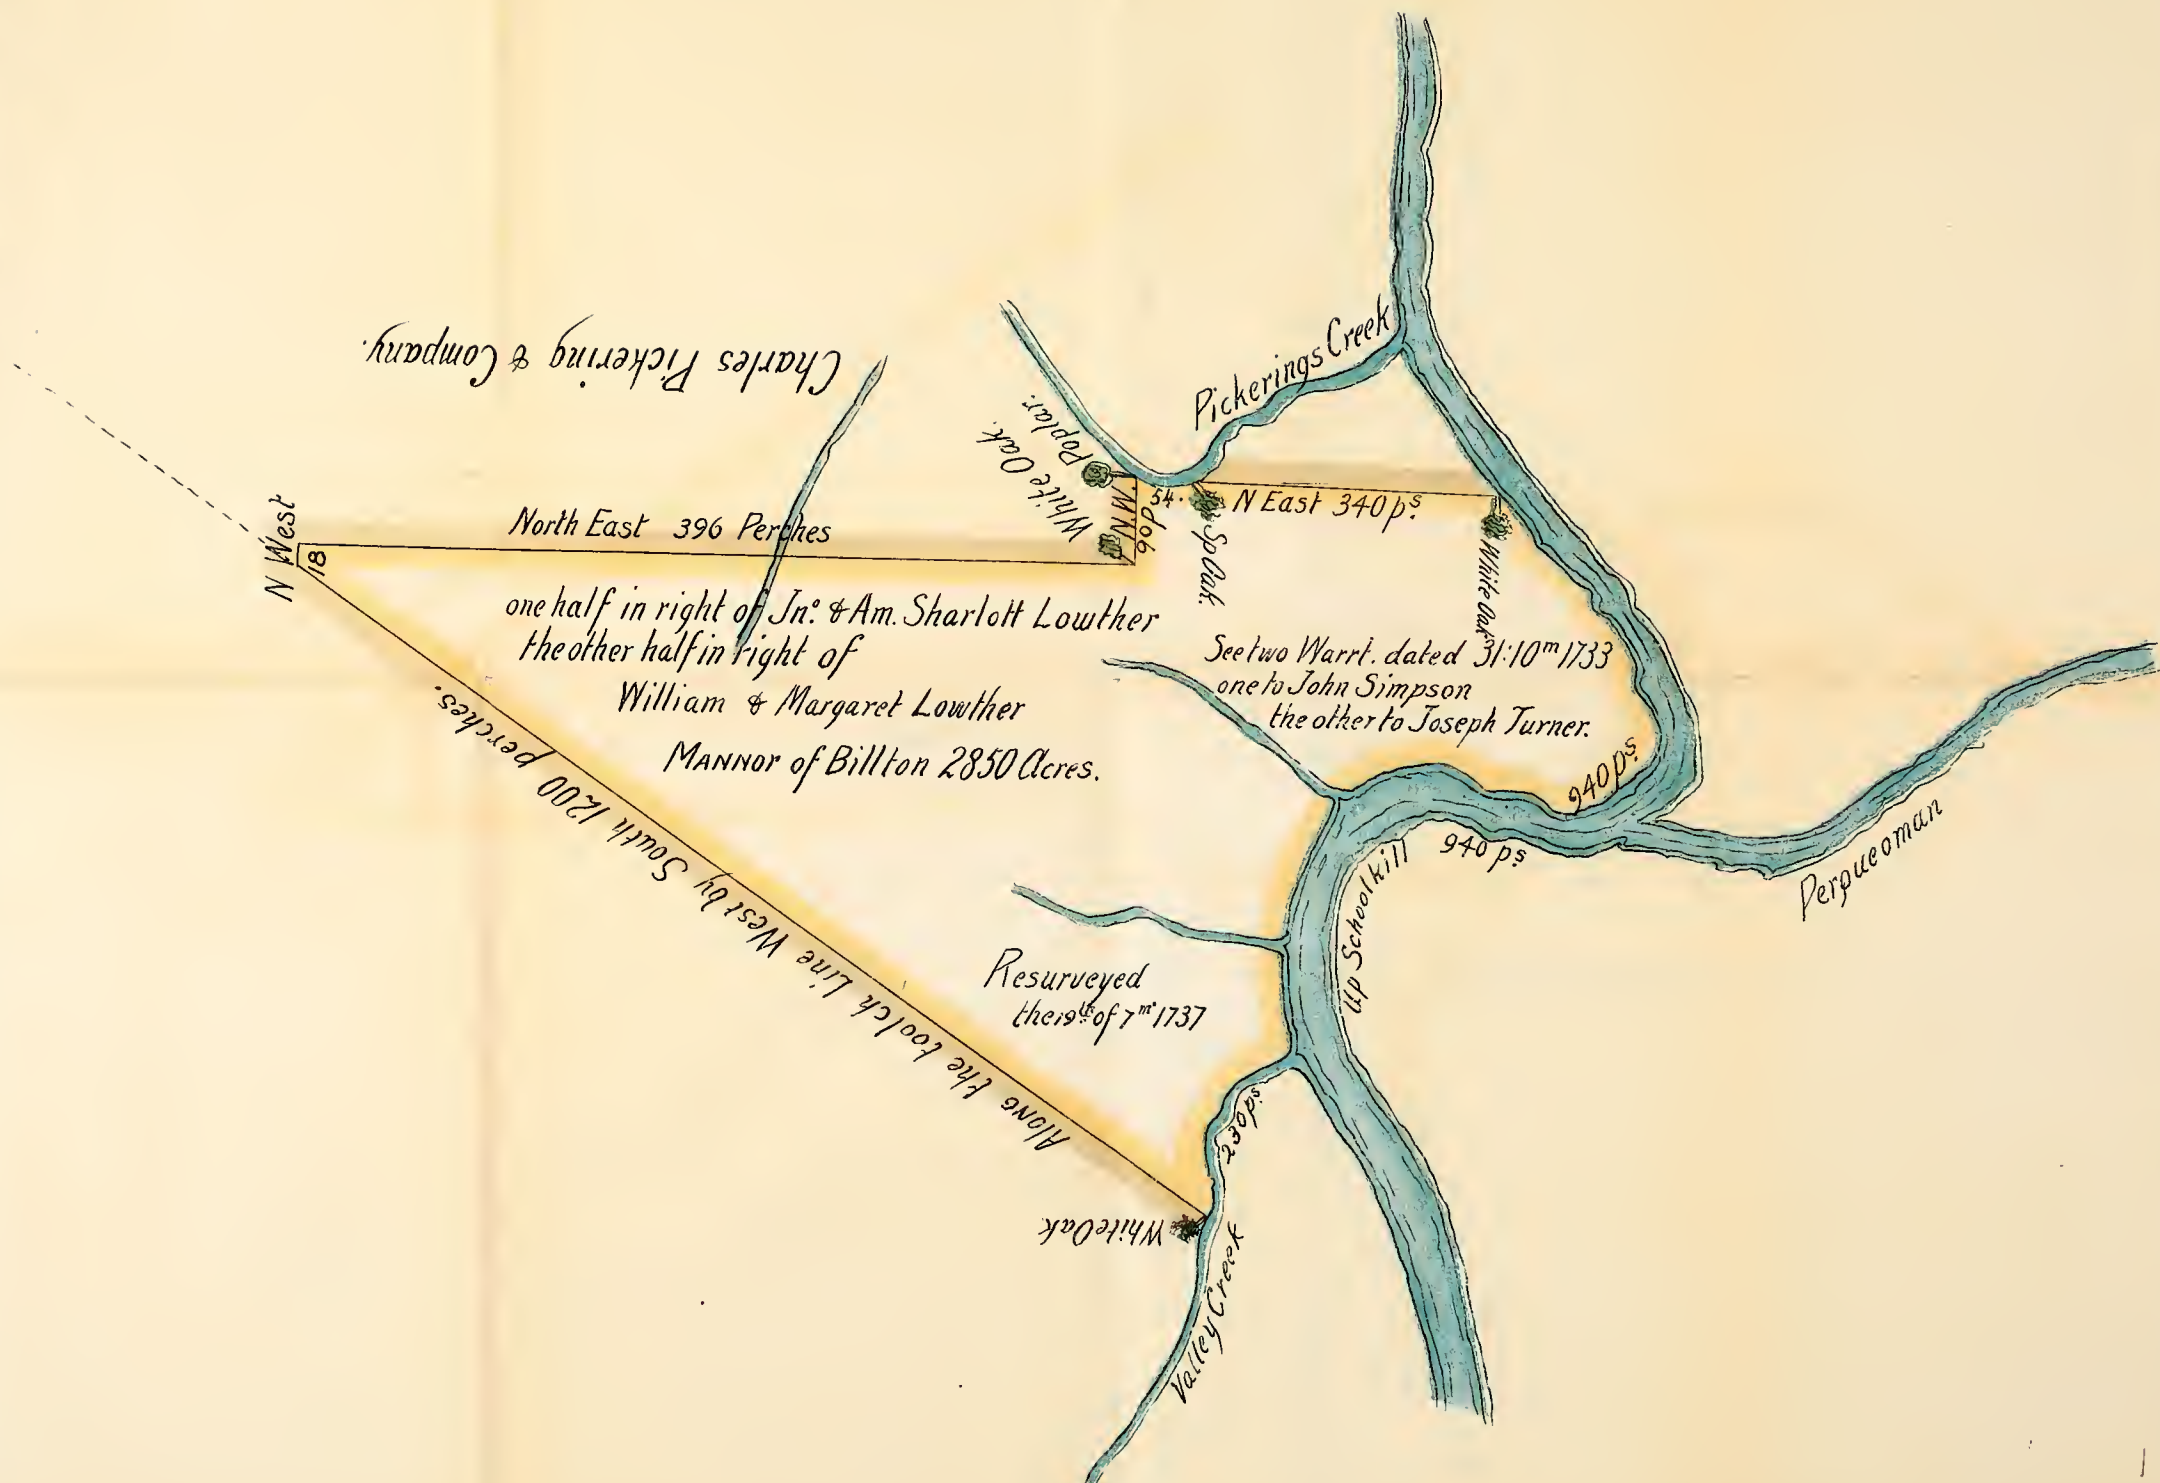 Charles Pickering & Company.
Pickerings Creek
Poplar.
White Oak.
N West
18
North East 396 Perches
N W
90 p
54.
N East 340 ps.
Sp Oak.
White Oak
one half in right of Jno. & Am. Sharlott Lowther
the other half in right of
William & Margaret Lowther
MANNOR of Billton 2850 Acres.
See two Warrt. dated 31:10m 1733
one to John Simpson
the other to Joseph Turner.
940 ps
940 ps
Perqueoman
Up Schoolkill
Resurveyed
the 19th of 7m 1737
Along the toolch Line West by South 1200 perches.
230 ps.
White Oak
Valley Creek